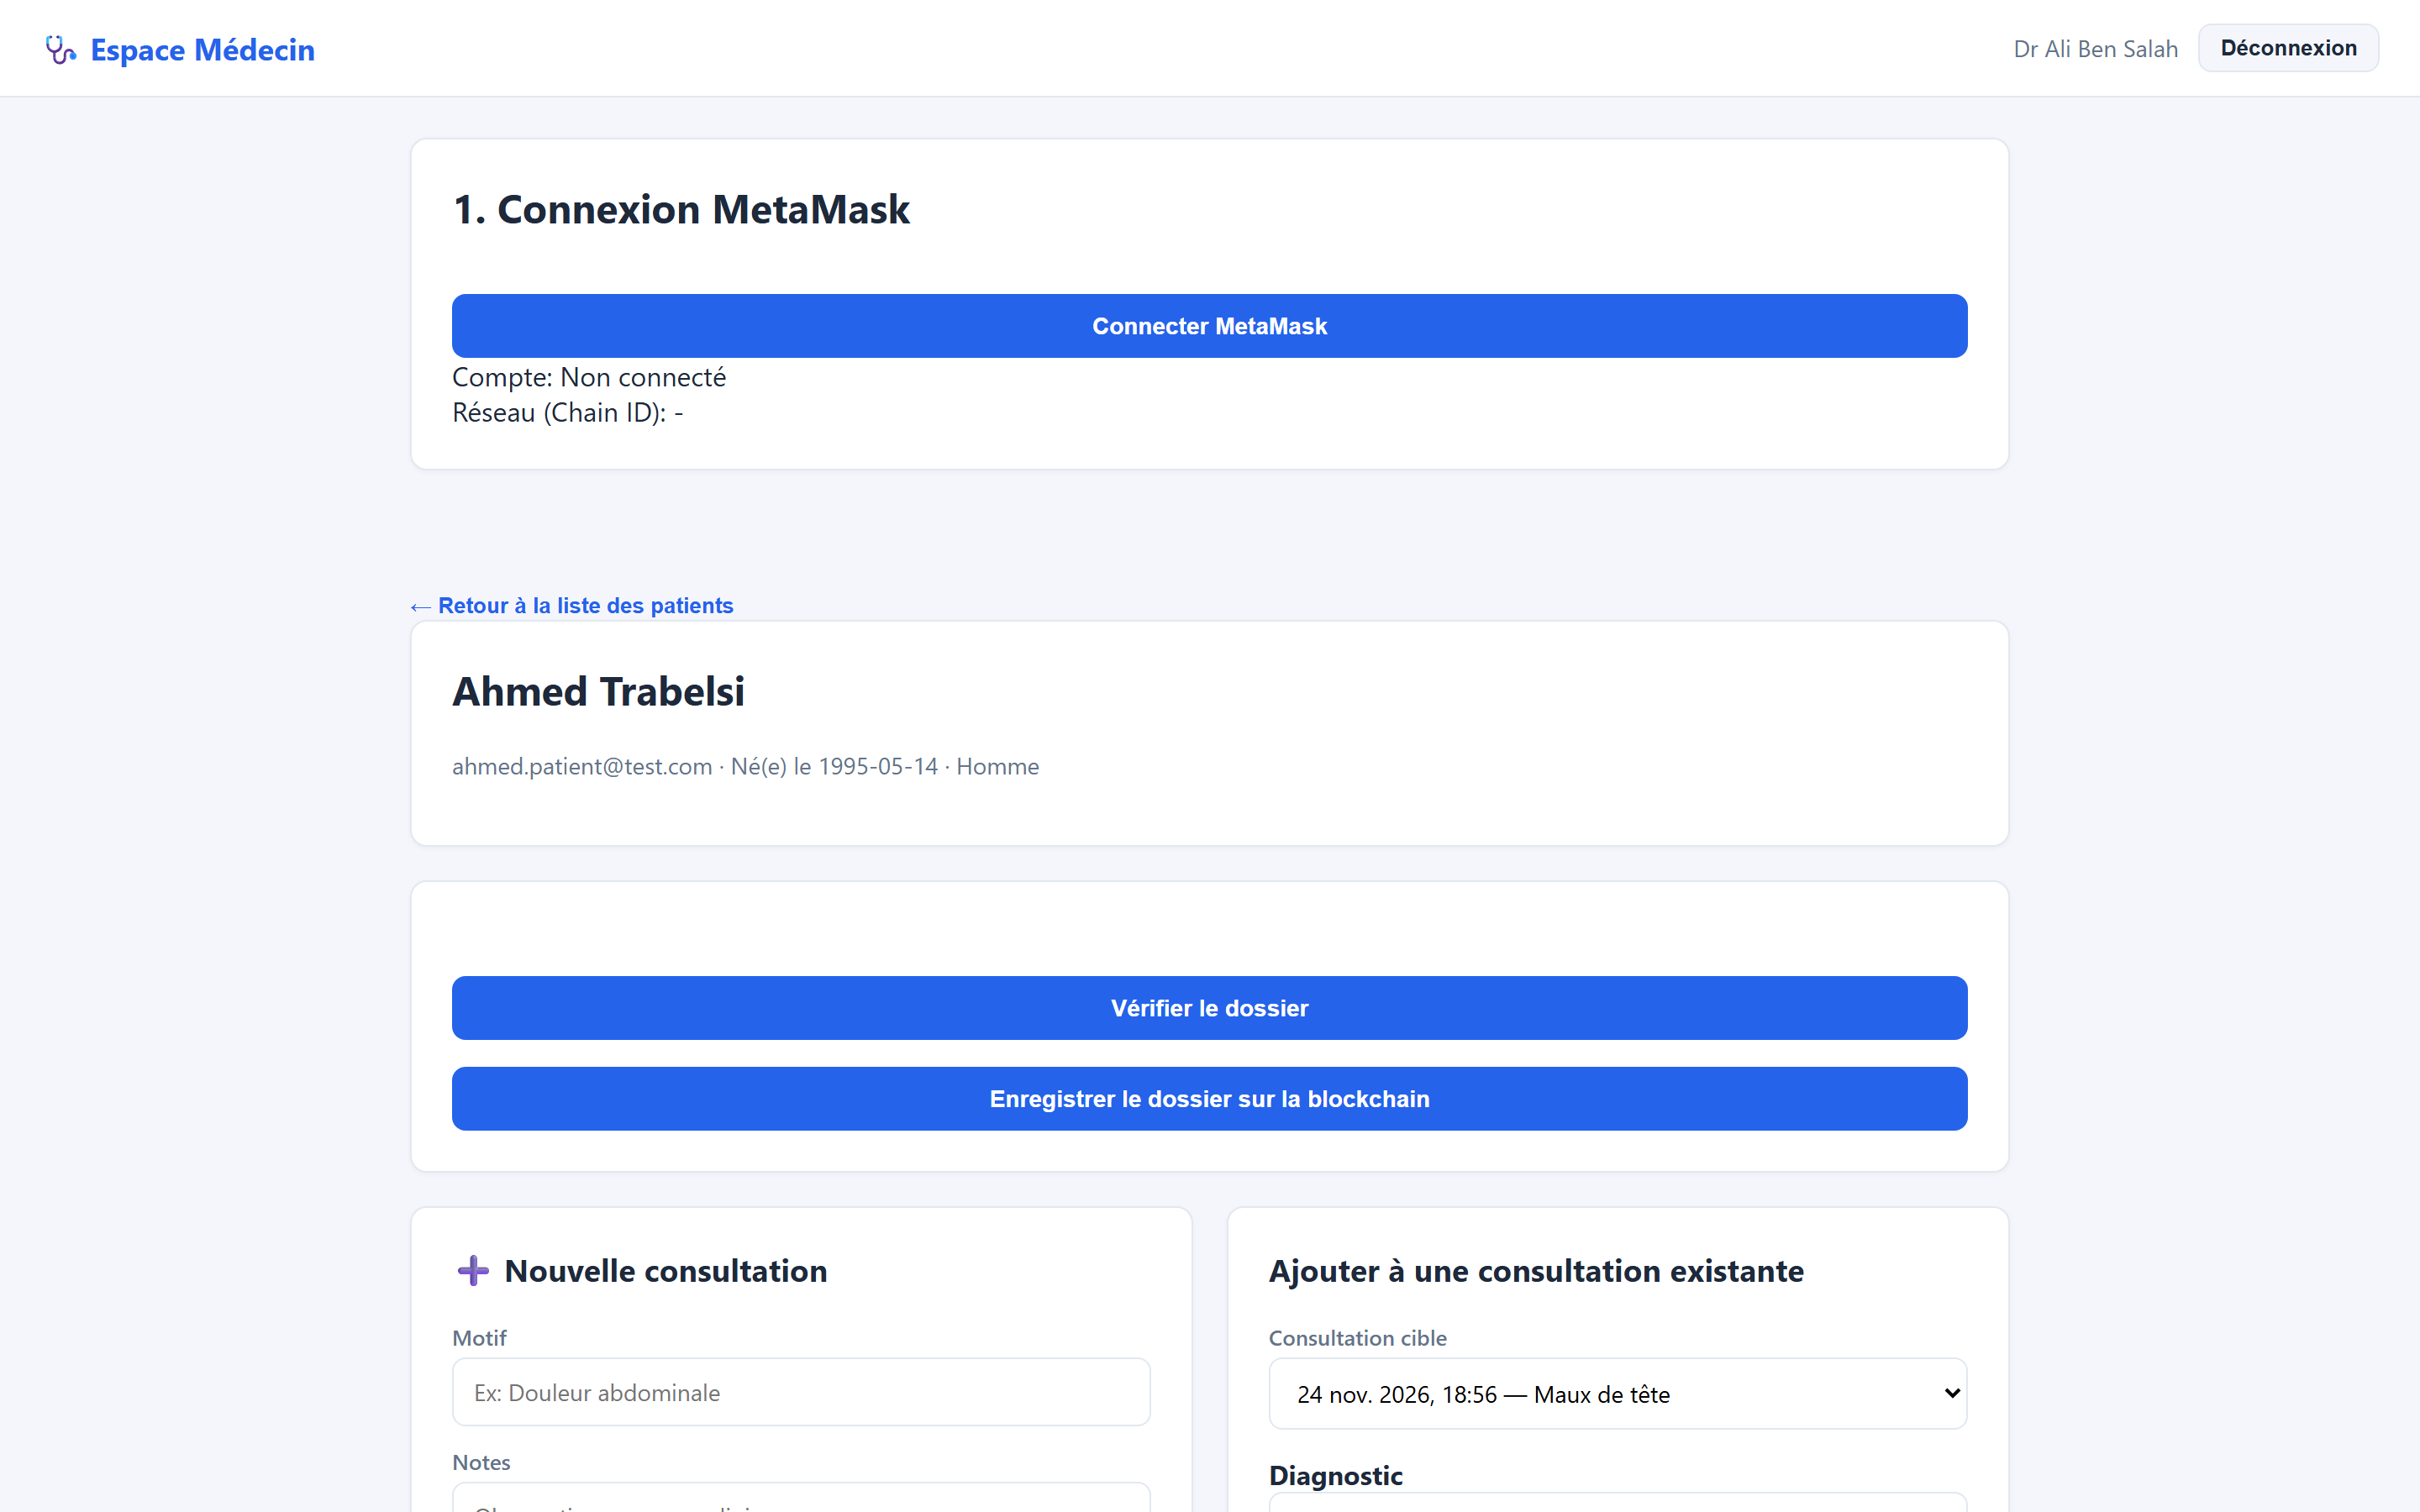 Espace Médecin
Dr Ali Ben Salah
Déconnexion
1. Connexion MetaMask
Connecter MetaMask
Compte: Non connecté
Réseau (Chain ID): -
← Retour à la liste des patients
Ahmed Trabelsi
ahmed.patient@test.com · Né(e) le 1995-05-14 · Homme
Vérifier le dossier
Enregistrer le dossier sur la blockchain
Nouvelle consultation
Motif
Ex: Douleur abdominale
Notes
Ajouter à une consultation existante
Consultation cible
24 nov. 2026, 18:56 — Maux de tête
Diagnostic